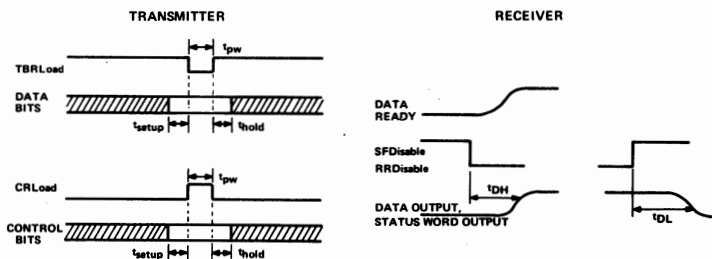 TRANSMITTER
tpw
TBRLoad
DATA
BITS
tsetup
thold
tpw
CRLoad
CONTROL
BITS
tsetup
thold
RECEIVER
DATA
READY
SFDisable
RRDisable
tDH
DATA OUTPUT,
STATUS WORD OUTPUT
tDL